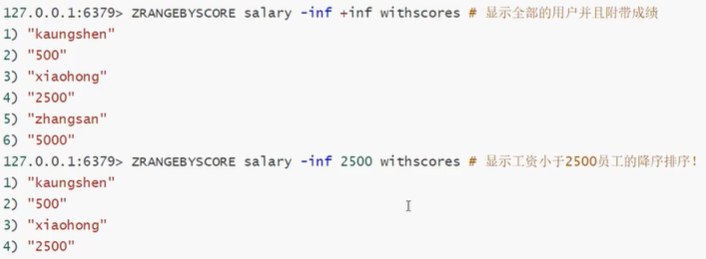 127.0.0.1:6379> ZRANGEBYSCORE salary -inf +inf withscores # 显示全部的用户并且附带成绩
1) "kaungshen"
2) "500"
3) "xiaohong"
4) "2500"
5) "zhangsan"
6) "5000"
127.0.0.1:6379> ZRANGEBYSCORE salary -inf 2500 withscores # 显示工资小于2500员工的降序排序！
1) "kaungshen"
2) "500"
3) "xiaohong"
4) "2500"